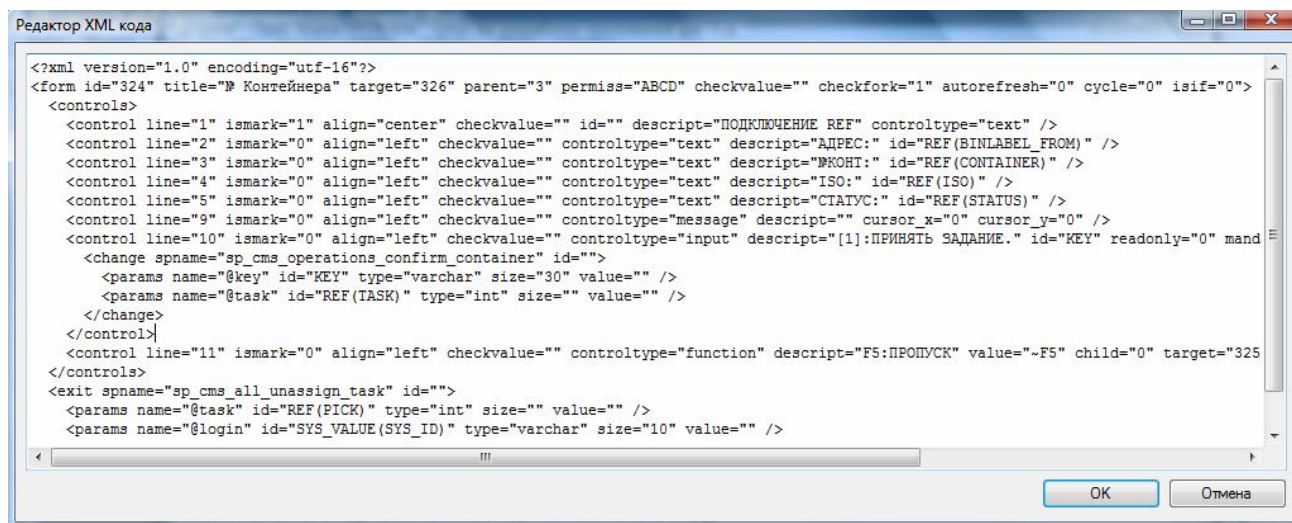 Редактор XML кода
<?xml version="1.0" encoding="utf-16"?>
<form id="324" title="№ Контейнера" target="326" parent="3" permiss="ABCD" checkvalue="" checkfork="1" autorefresh="0" cycle="0" isif="0">
<controls>
<control line="1" ismark="1" align="center" checkvalue="" id="" descript="ПОДКЛЮЧЕНИЕ REF" controltype="text" />
<control line="2" ismark="0" align="left" checkvalue="" controltype="text" descript="АДРЕС:" id="REF(BINLABEL_FROM)" />
<control line="3" ismark="0" align="left" checkvalue="" controltype="text" descript="№КОНТ:" id="REF(CONTAINER)" />
<control line="4" ismark="0" align="left" checkvalue="" controltype="text" descript="ISO:" id="REF(ISO)" />
<control line="5" ismark="0" align="left" checkvalue="" controltype="text" descript="СТАТУС:" id="REF(STATUS)" />
<control line="9" ismark="0" align="left" checkvalue="" controltype="message" descript="" cursor_x="0" cursor_y="0" />
<control line="10" ismark="0" align="left" checkvalue="" controltype="input" descript="[1]:ПРИНЯТЬ ЗАДАНИЕ." id="KEY" readonly="0" mand
<change spname="sp_cms_operations_confirm_container" id="">
<params name="@key" id="KEY" type="varchar" size="30" value="" />
<params name="@task" id="REF(TASK)" type="int" size="" value="" />
</change>
</control>
<control line="11" ismark="0" align="left" checkvalue="" controltype="function" descript="F5:ПРОПУСК" value="~F5" child="0" target="325
</controls>
<exit spname="sp_cms_all_unassign_task" id="">
<params name="@task" id="REF(PICK)" type="int" size="" value="" />
<params name="@login" id="SYS_VALUE(SYS_ID)" type="varchar" size="10" value="" />
OK Отмена